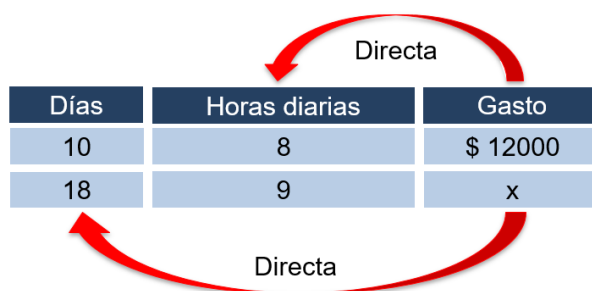 Directa
Días Horas diarias Gasto
10 8 $ 12000
18 9 x
Directa